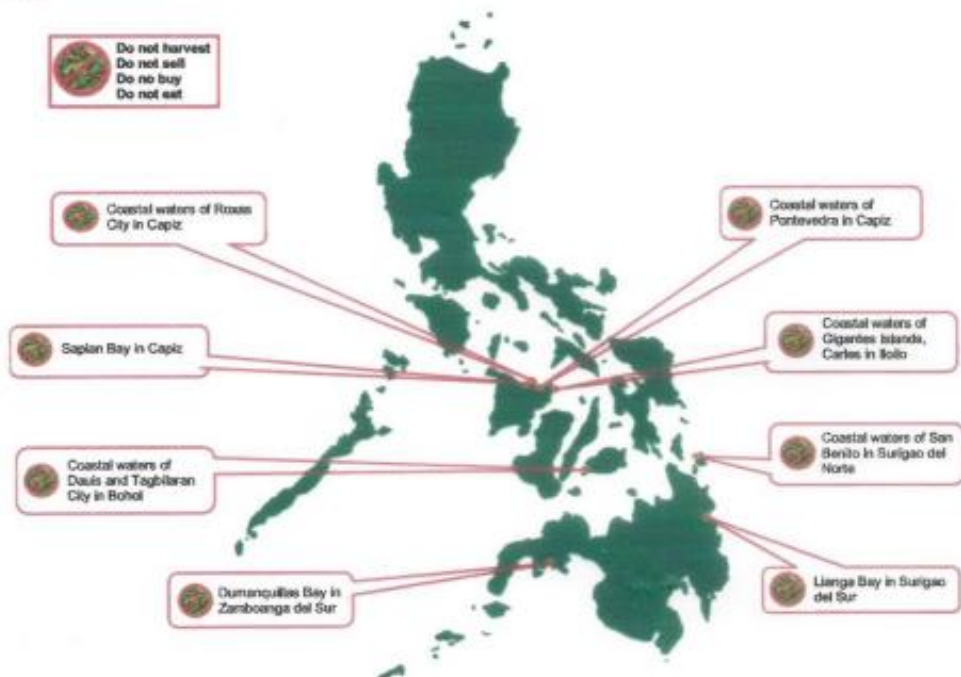 Do not harvest
Do not sell
Do no buy
Do not eat
Coastal waters of Roxas
City in Capiz
Coastal waters of
Pontevedra in Capiz
Sapian Bay in Capiz
Coastal waters of
Gigantes Islands,
Carles in Iloilo
Coastal waters of
Dauis and Tagbilaran
City in Bohol
Coastal waters of San
Benito in Surigao del
Norte
Dumanquillas Bay in
Zamboanga del Sur
Lianga Bay in Surigao
del Sur